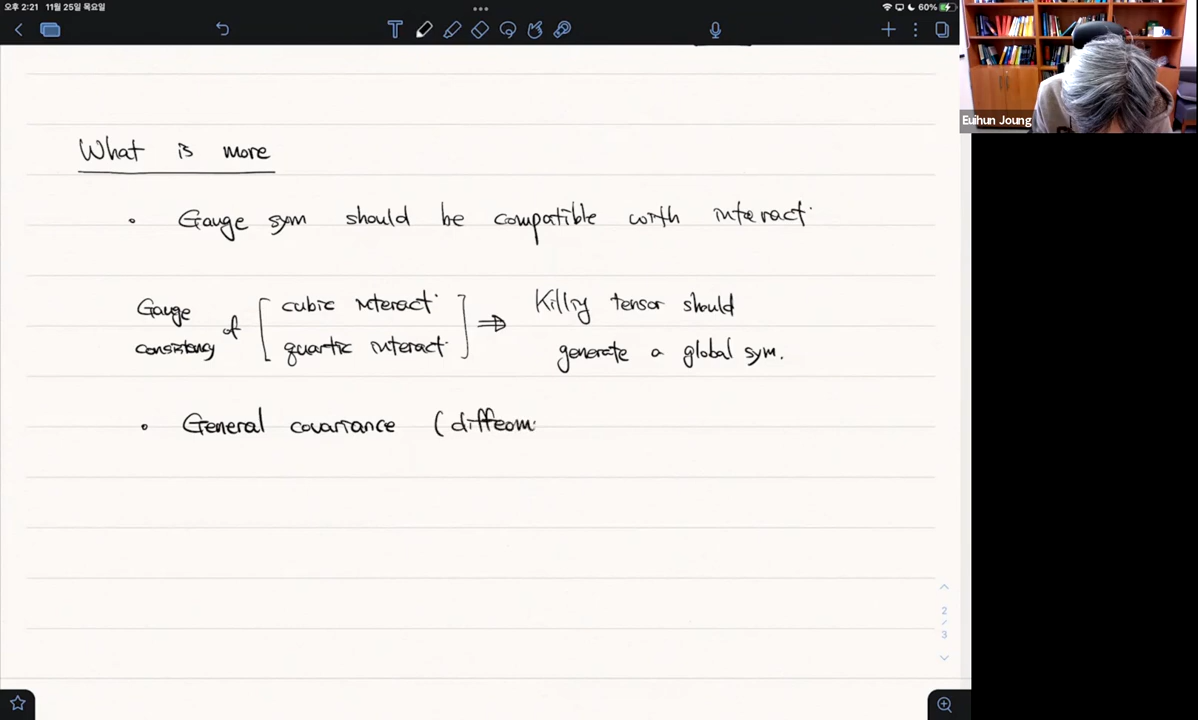 오후 2:21 11월 25일 목요일
60%
Euihun Joung
What is more
• Gauge sym should be compatible with interact.
Gauge consistency of [cubic interact. quartic interact.] ⇒ Killing tensor should generate a global sym.
• General covariance (diffeom
2
/
3